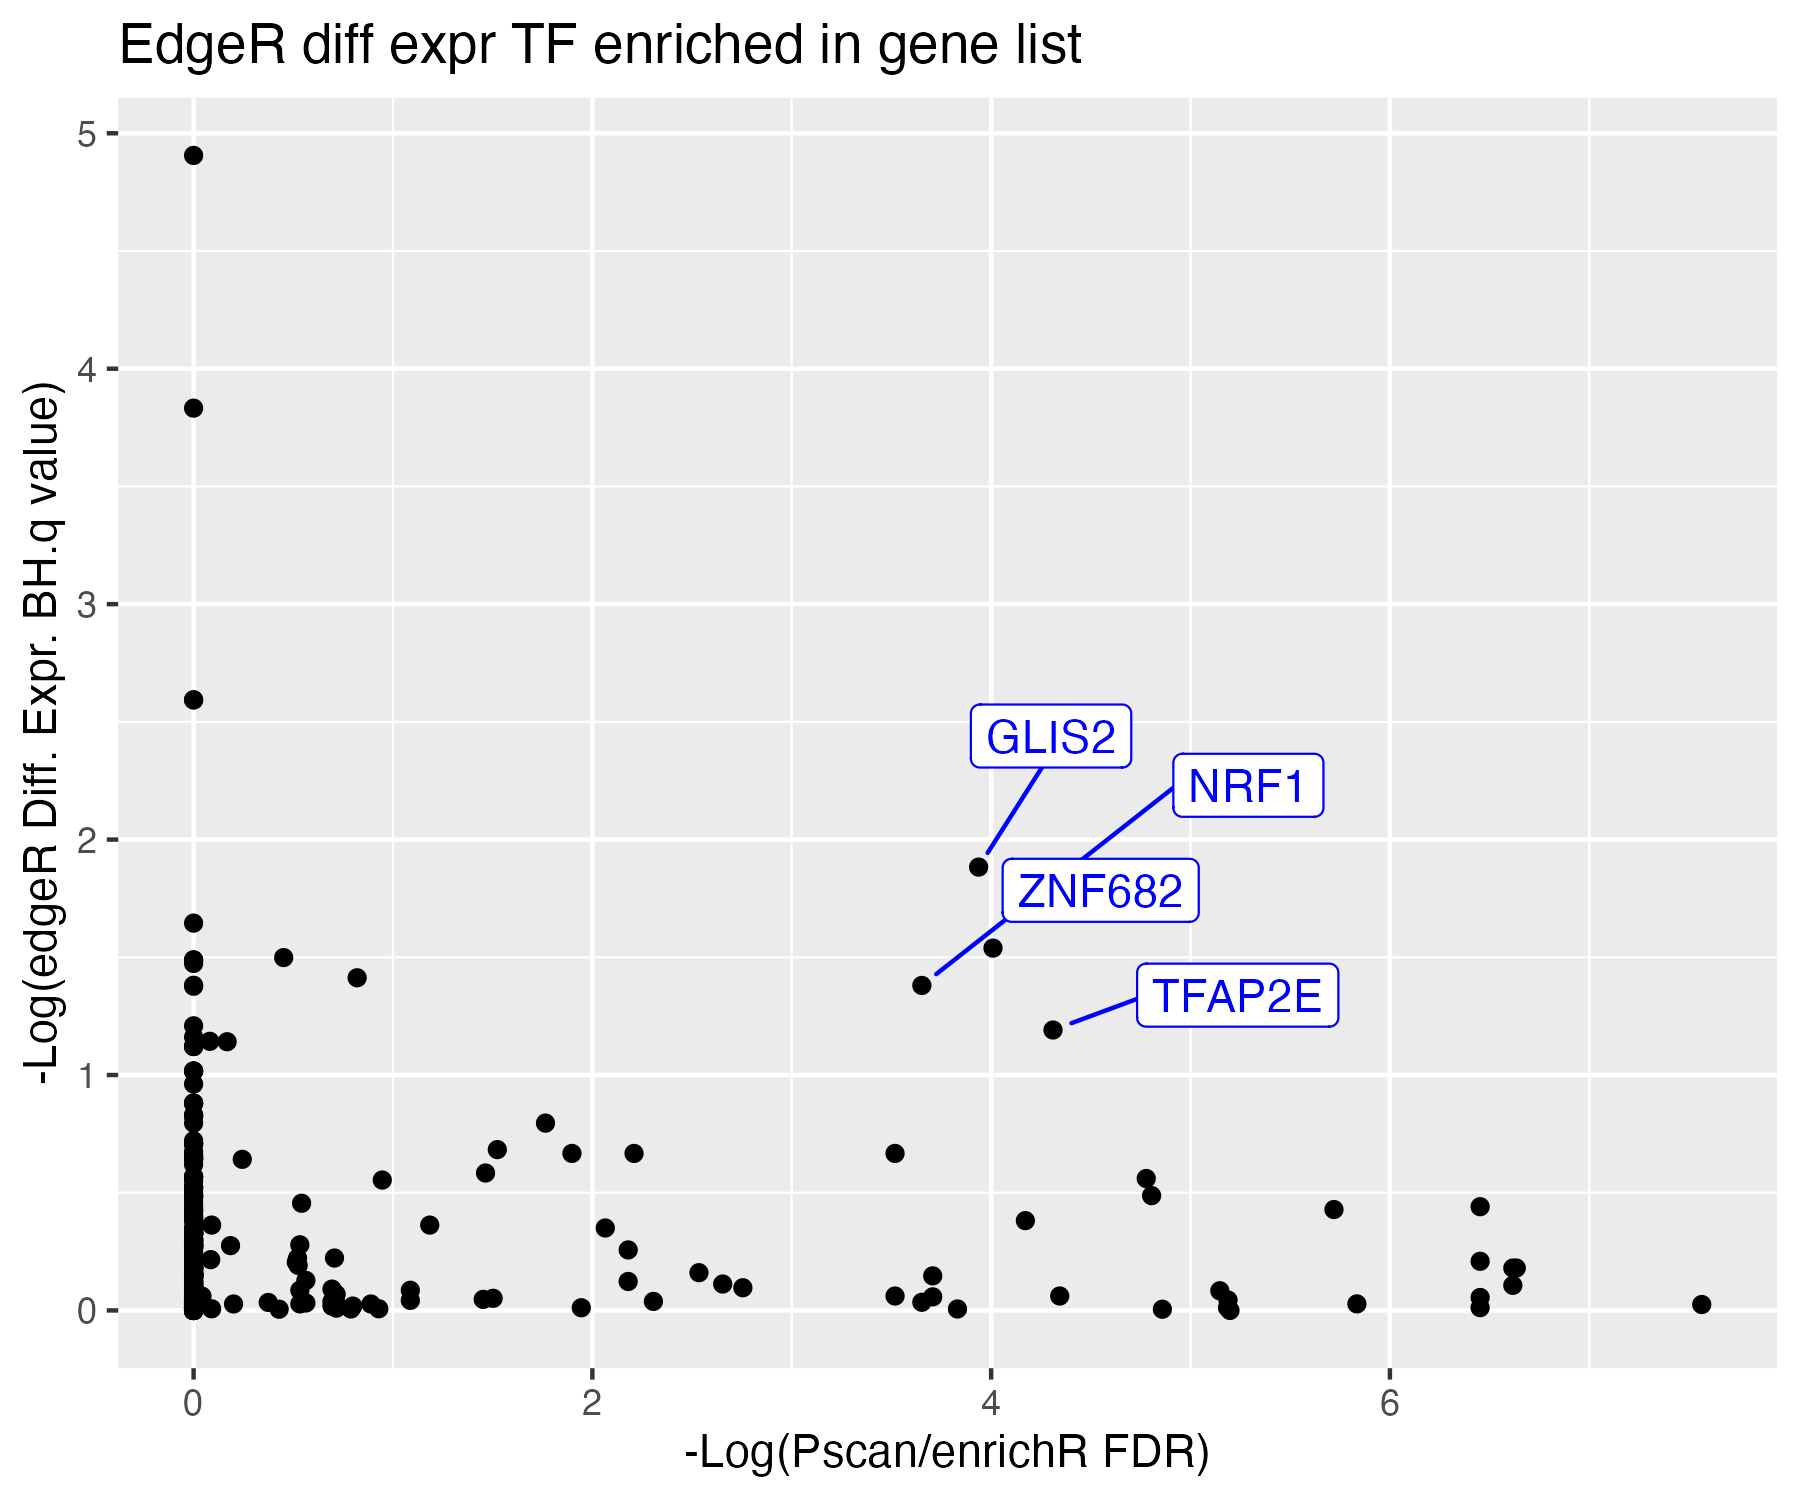 EdgeR diff expr TF enriched in gene list
-Log(edgeR Diff. Expr. BH.q value)
5
4
3
2
1
0
GLIS2
NRF1
ZNF682
TFAP2E
0
2
4
6
-Log(Pscan/enrichR FDR)